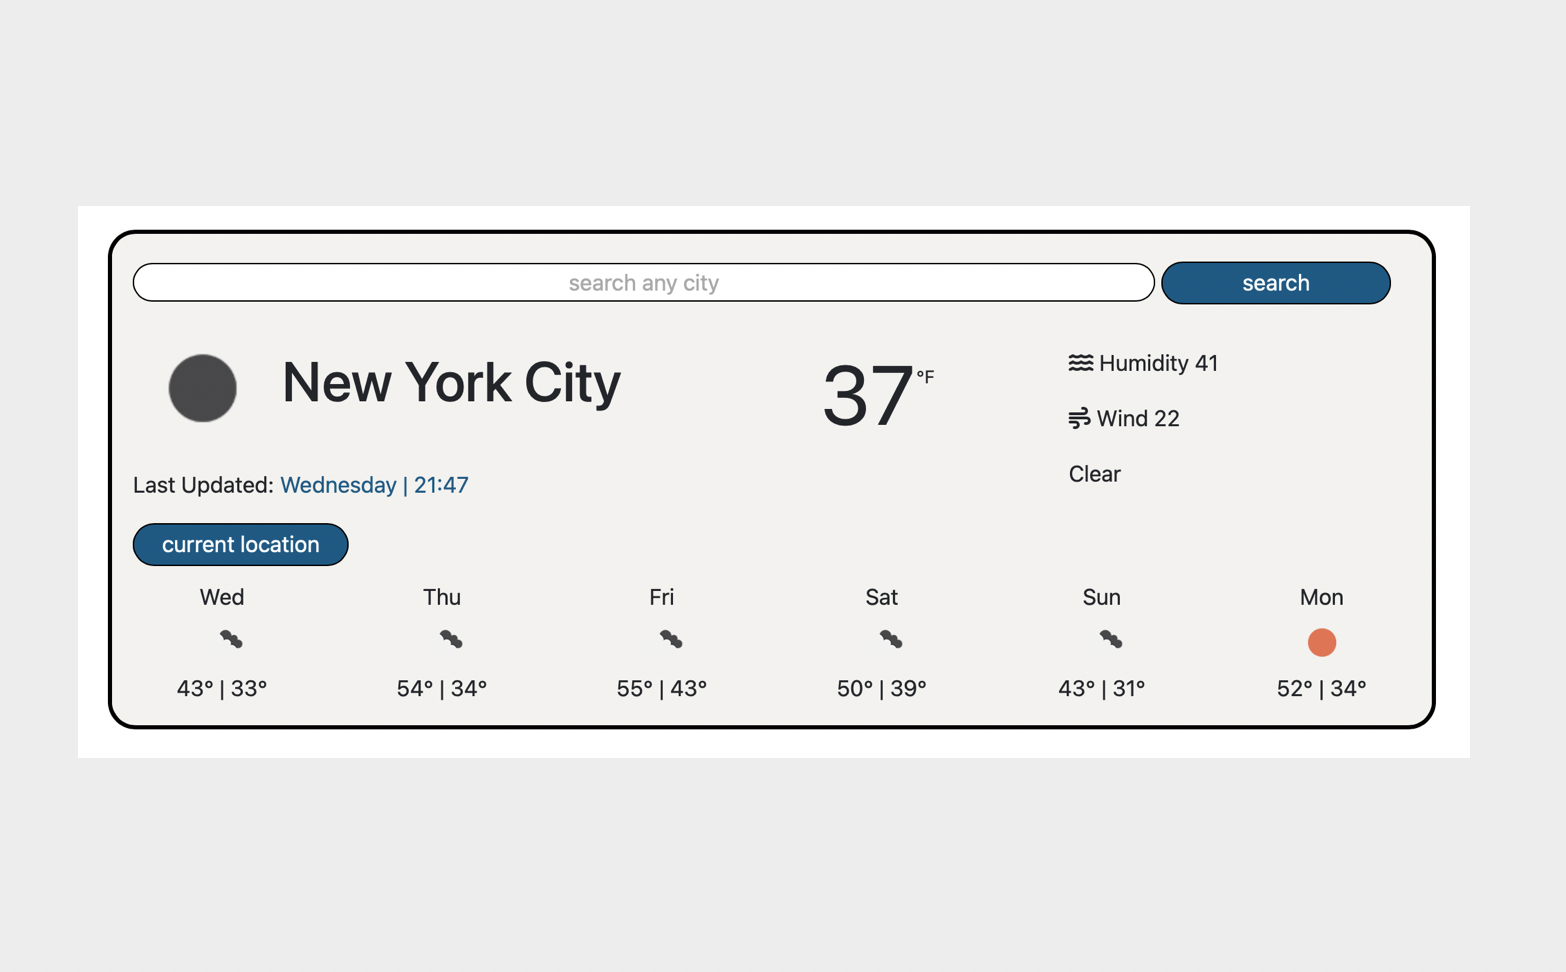 search any city
search
New York City
37°F
Humidity 41
Wind 22
Clear
Last Updated: Wednesday | 21:47
current location
Wed Thu Fri Sat Sun Mon
43° | 33° 54° | 34° 55° | 43° 50° | 39° 43° | 31° 52° | 34°